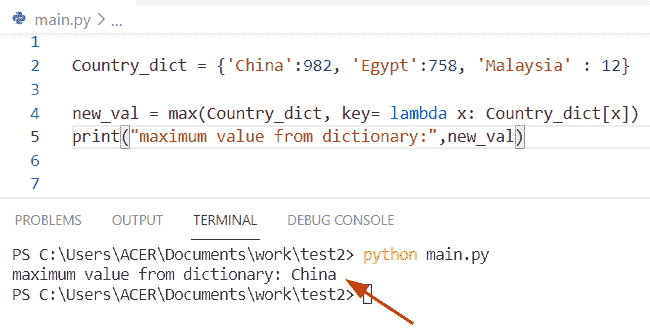 main.py > ...
1
2 Country_dict = {'China':982, 'Egypt':758, 'Malaysia' : 12}
3
4 new_val = max(Country_dict, key= lambda x: Country_dict[x])
5 print("maximum value from dictionary:",new_val)
6
7
PROBLEMS OUTPUT TERMINAL DEBUG CONSOLE
PS C:\Users\ACER\Documents\work\test2> python main.py
maximum value from dictionary: China
PS C:\Users\ACER\Documents\work\test2>